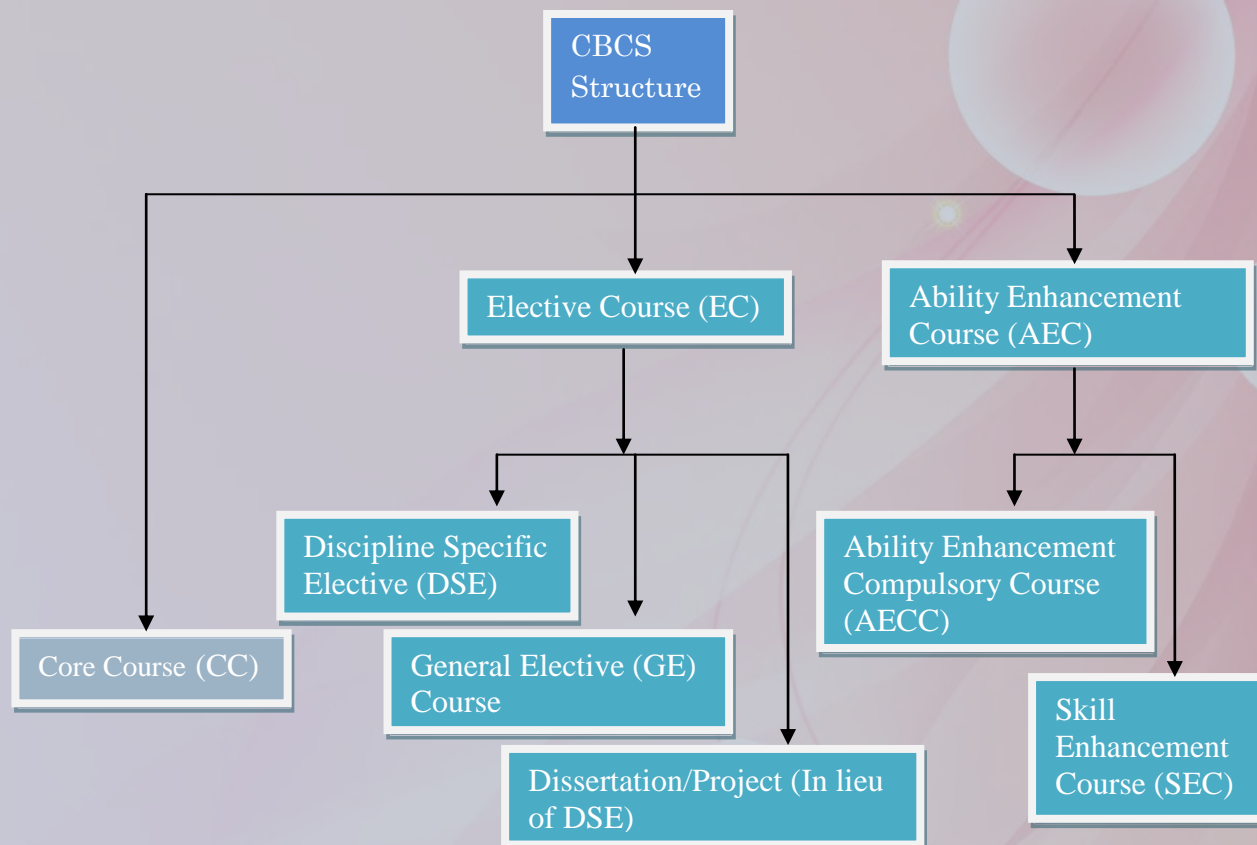 CBCS
Structure
Elective Course (EC)
Ability Enhancement
Course (AEC)
Discipline Specific
Elective (DSE)
Ability Enhancement
Compulsory Course
(AECC)
Core Course (CC)
General Elective (GE)
Course
Skill
Enhancement
Course (SEC)
Dissertation/Project (In lieu
of DSE)